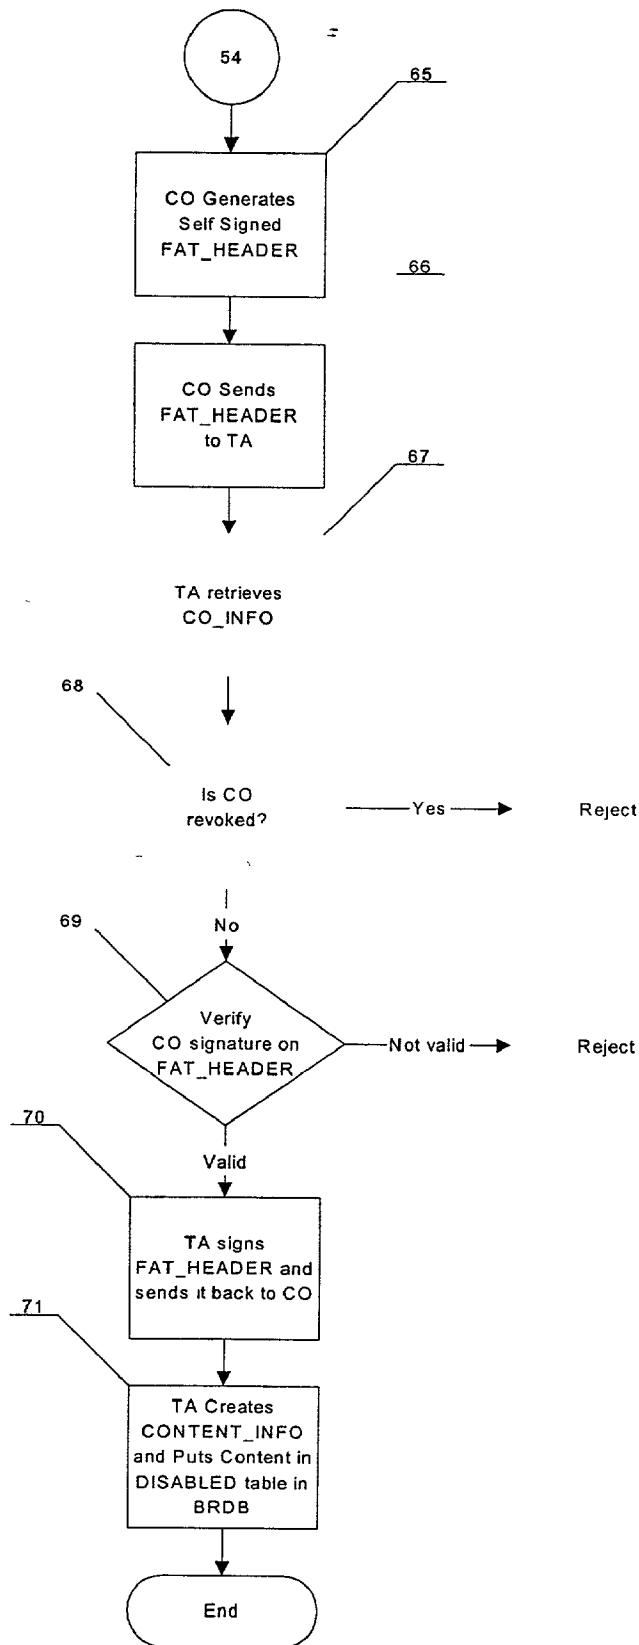 54
65
CO Generates
Self Signed
FAT_HEADER
66
CO Sends
FAT_HEADER
to TA
67
TA retrieves
CO_INFO
68
Is CO
revoked?
Yes
Reject
No
69
Verify
CO signature on
FAT_HEADER
Not valid
Reject
Valid
70
TA signs
FAT_HEADER and
sends it back to CO
71
TA Creates
CONTENT_INFO
and Puts Content in
DISABLED table in
BRDB
End